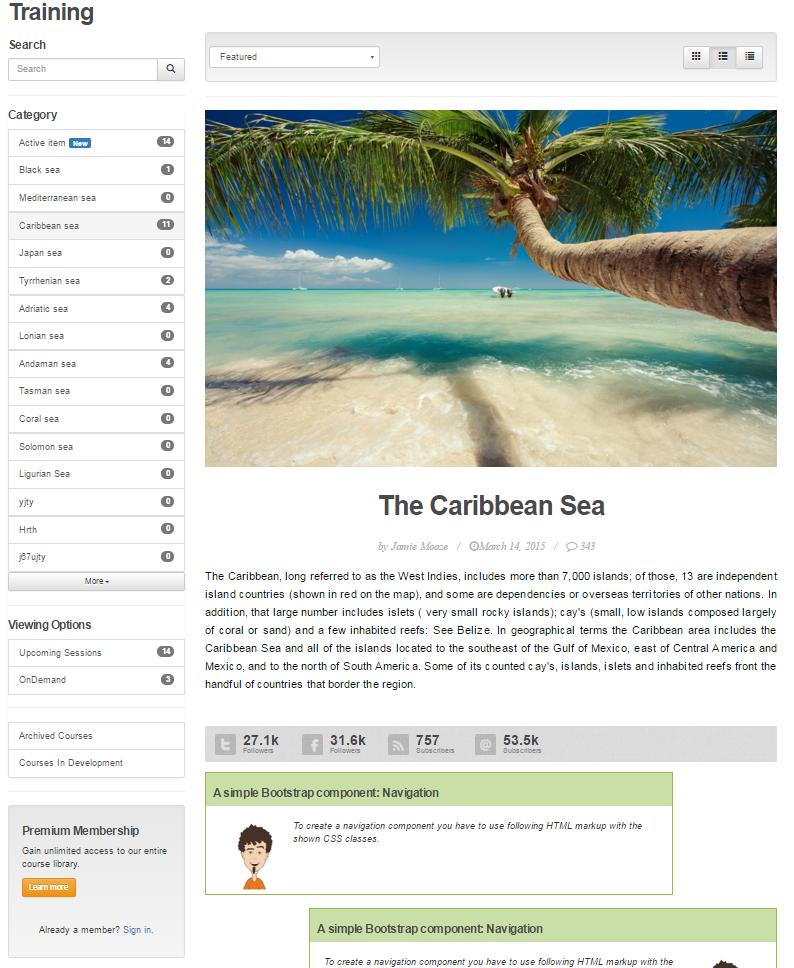 Training
Search
Search
Category
Active item New 14
Black sea 1
Mediterranean sea 0
Caribbean sea 11
Japan sea 0
Tyrrhenian sea 2
Adriatic sea 4
Lonian sea 0
Andaman sea 4
Tasman sea 0
Coral sea 0
Solomon sea 0
Ligurian Sea 0
yjty 0
Hrth 0
j67ujty 0
More
Viewing Options
Upcoming Sessions 14
OnDemand 3
Archived Courses
Courses In Development
Premium Membership
Gain unlimited access to our entire
course library.
Learn more
Already a member? Sign in.
Featured
The Caribbean Sea
by Jamie Mooze / March 14, 2015 / 343
The Caribbean, long referred to as the West Indies, includes more than 7,000 islands; of those, 13 are independent
island countries (shown in red on the map), and some are dependencies or overseas territories of other nations. In
addition, that large number includes islets ( very small rocky islands); cay's (small, low islands composed largely
of coral or sand) and a few inhabited reefs: See Belize. In geographical terms the Caribbean area includes the
Caribbean Sea and all of the islands located to the southeast of the Gulf of Mexico, east of Central America and
Mexico, and to the north of South America. Some of its counted cay's, islands, islets and inhabited reefs front the
handful of countries that border the region.
27.1k 31.6k 757 53.5k
Followers Followers Subscribers Subscribers
A simple Bootstrap component: Navigation
To create a navigation component you have to use following HTML markup with the
shown CSS classes.
A simple Bootstrap component: Navigation
To create a navigation component you have to use following HTML markup with the